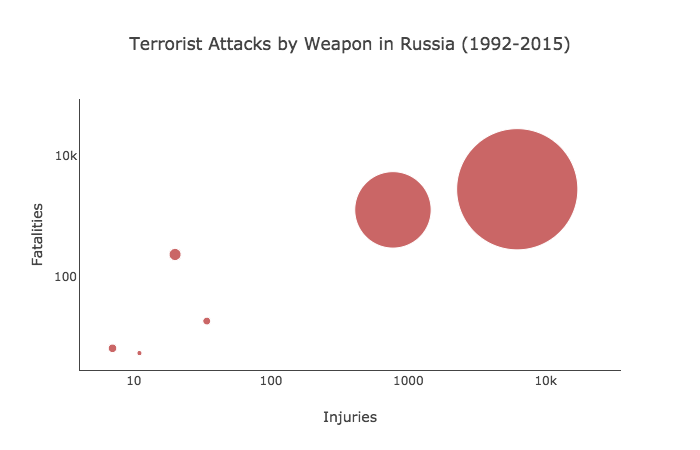 Terrorist Attacks by Weapon in Russia (1992-2015)
10k
100
Fatalities
10
100
1000
10k
Injuries